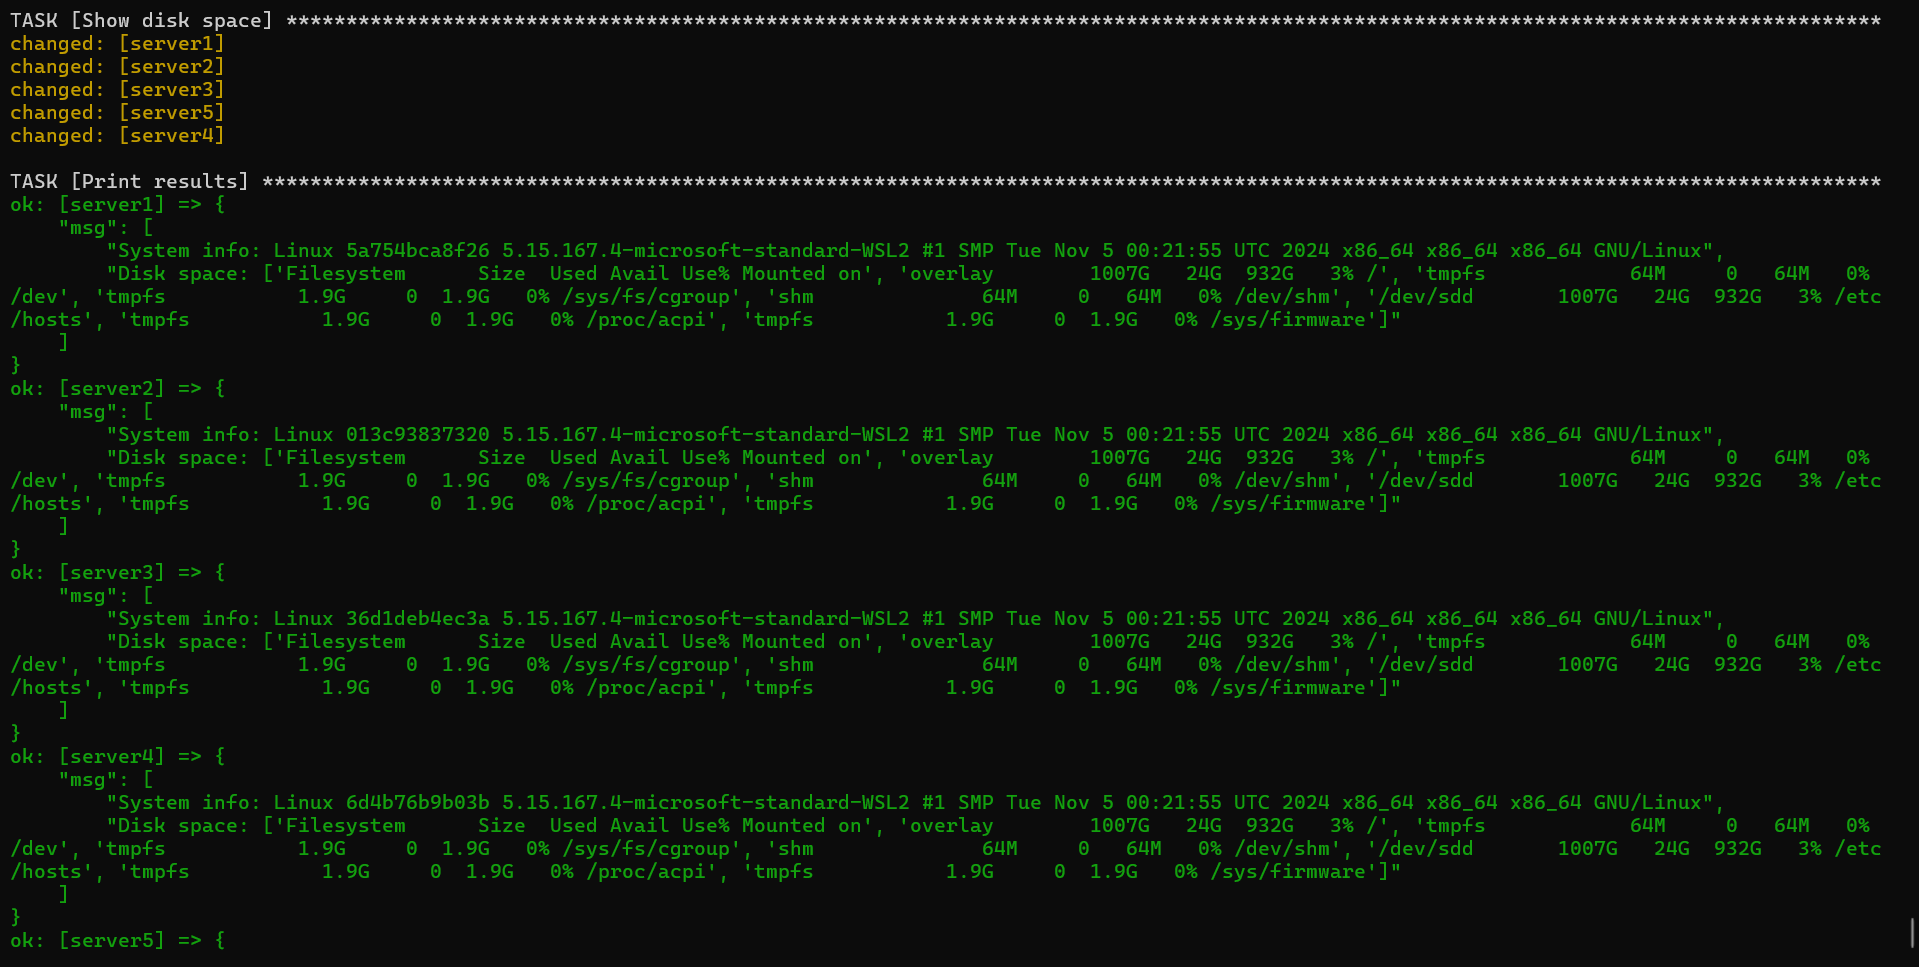 TASK [Show disk space] *************************************************************************************************************************************
changed: [server1]
changed: [server2]
changed: [server3]
changed: [server5]
changed: [server4]
TASK [Print results] ***************************************************************************************************************************************
ok: [server1] => {
    "msg": [
        "System info: Linux 5a754bca8f26 5.15.167.4-microsoft-standard-WSL2 #1 SMP Tue Nov 5 00:21:55 UTC 2024 x86_64 x86_64 x86_64 GNU/Linux",
        "Disk space: ['Filesystem      Size  Used Avail Use% Mounted on', 'overlay        1007G   24G  932G   3% /', 'tmpfs            64M     0   64M   0%
/dev', 'tmpfs           1.9G     0  1.9G   0% /sys/fs/cgroup', 'shm              64M     0   64M   0% /dev/shm', '/dev/sdd       1007G   24G  932G   3% /etc
/hosts', 'tmpfs           1.9G     0  1.9G   0% /proc/acpi', 'tmpfs           1.9G     0  1.9G   0% /sys/firmware']"
    ]
}
ok: [server2] => {
    "msg": [
        "System info: Linux 013c93837320 5.15.167.4-microsoft-standard-WSL2 #1 SMP Tue Nov 5 00:21:55 UTC 2024 x86_64 x86_64 x86_64 GNU/Linux",
        "Disk space: ['Filesystem      Size  Used Avail Use% Mounted on', 'overlay        1007G   24G  932G   3% /', 'tmpfs            64M     0   64M   0%
/dev', 'tmpfs           1.9G     0  1.9G   0% /sys/fs/cgroup', 'shm              64M     0   64M   0% /dev/shm', '/dev/sdd       1007G   24G  932G   3% /etc
/hosts', 'tmpfs           1.9G     0  1.9G   0% /proc/acpi', 'tmpfs           1.9G     0  1.9G   0% /sys/firmware']"
    ]
}
ok: [server3] => {
    "msg": [
        "System info: Linux 36d1deb4ec3a 5.15.167.4-microsoft-standard-WSL2 #1 SMP Tue Nov 5 00:21:55 UTC 2024 x86_64 x86_64 x86_64 GNU/Linux",
        "Disk space: ['Filesystem      Size  Used Avail Use% Mounted on', 'overlay        1007G   24G  932G   3% /', 'tmpfs            64M     0   64M   0%
/dev', 'tmpfs           1.9G     0  1.9G   0% /sys/fs/cgroup', 'shm              64M     0   64M   0% /dev/shm', '/dev/sdd       1007G   24G  932G   3% /etc
/hosts', 'tmpfs           1.9G     0  1.9G   0% /proc/acpi', 'tmpfs           1.9G     0  1.9G   0% /sys/firmware']"
    ]
}
ok: [server4] => {
    "msg": [
        "System info: Linux 6d4b76b9b03b 5.15.167.4-microsoft-standard-WSL2 #1 SMP Tue Nov 5 00:21:55 UTC 2024 x86_64 x86_64 x86_64 GNU/Linux",
        "Disk space: ['Filesystem      Size  Used Avail Use% Mounted on', 'overlay        1007G   24G  932G   3% /', 'tmpfs            64M     0   64M   0%
/dev', 'tmpfs           1.9G     0  1.9G   0% /sys/fs/cgroup', 'shm              64M     0   64M   0% /dev/shm', '/dev/sdd       1007G   24G  932G   3% /etc
/hosts', 'tmpfs           1.9G     0  1.9G   0% /proc/acpi', 'tmpfs           1.9G     0  1.9G   0% /sys/firmware']"
    ]
}
ok: [server5] => {